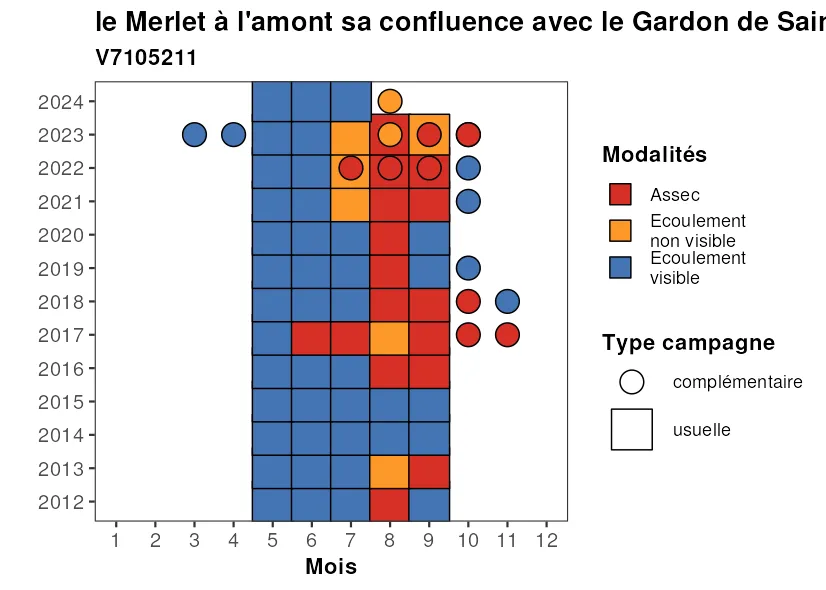 le Merlet à l'amont sa confluence avec le Gardon de Sain
V7105211
2024
2023
2022
2021
2020
2019
2018
2017
2016
2015
2014
2013
2012
1 2 3 4 5 6 7 8 9 10 11 12
Mois
Modalités
Assec
Ecoulement
non visible
Ecoulement
visible
Type campagne
complémentaire
usuelle